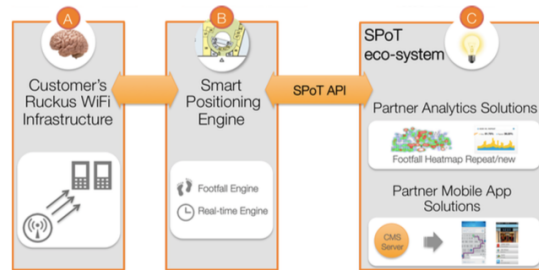 A
Customer's
Ruckus WiFi
Infrastructure
B
Smart
Positioning
Engine
Footfall Engine
Real-time Engine
SPoT API
C
SPoT
eco-system
Partner Analytics Solutions
Footfall Heatmap Repeat/new
Partner Mobile App
Solutions
CMS
Server